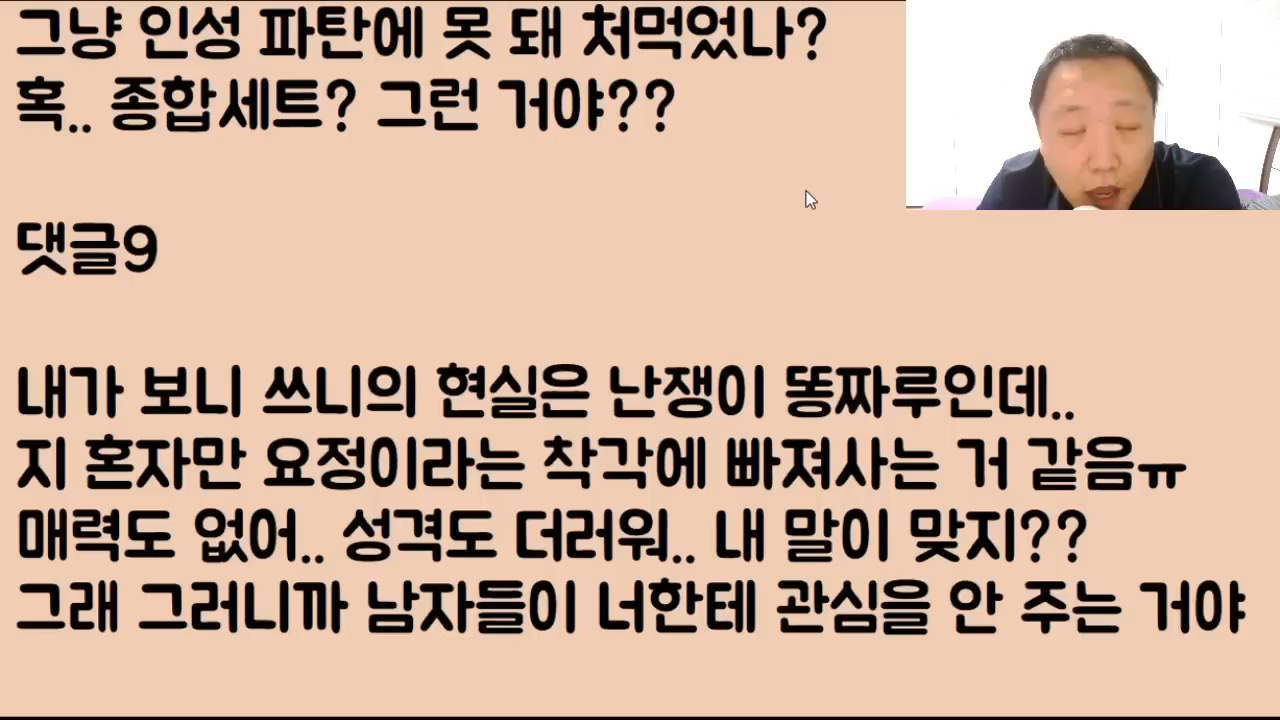 그냥 인성 파탄에 못 돼 처먹었나?
혹.. 종합세트? 그런 거야??
댓글9
내가 보니 쓰니의 현실은 난쟁이 똥짜루인데..
지 혼자만 요정이라는 착각에 빠져사는 거 같음ㅠ
매력도 없어.. 성격도 더러워.. 내 말이 맞지??
그래 그러니까 남자들이 너한테 관심을 안 주는 거야